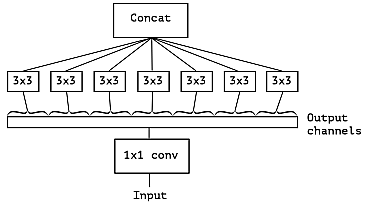 Concat
3x3 3x3 3x3 3x3 3x3 3x3 3x3
Output
channels
1x1 conv
Input